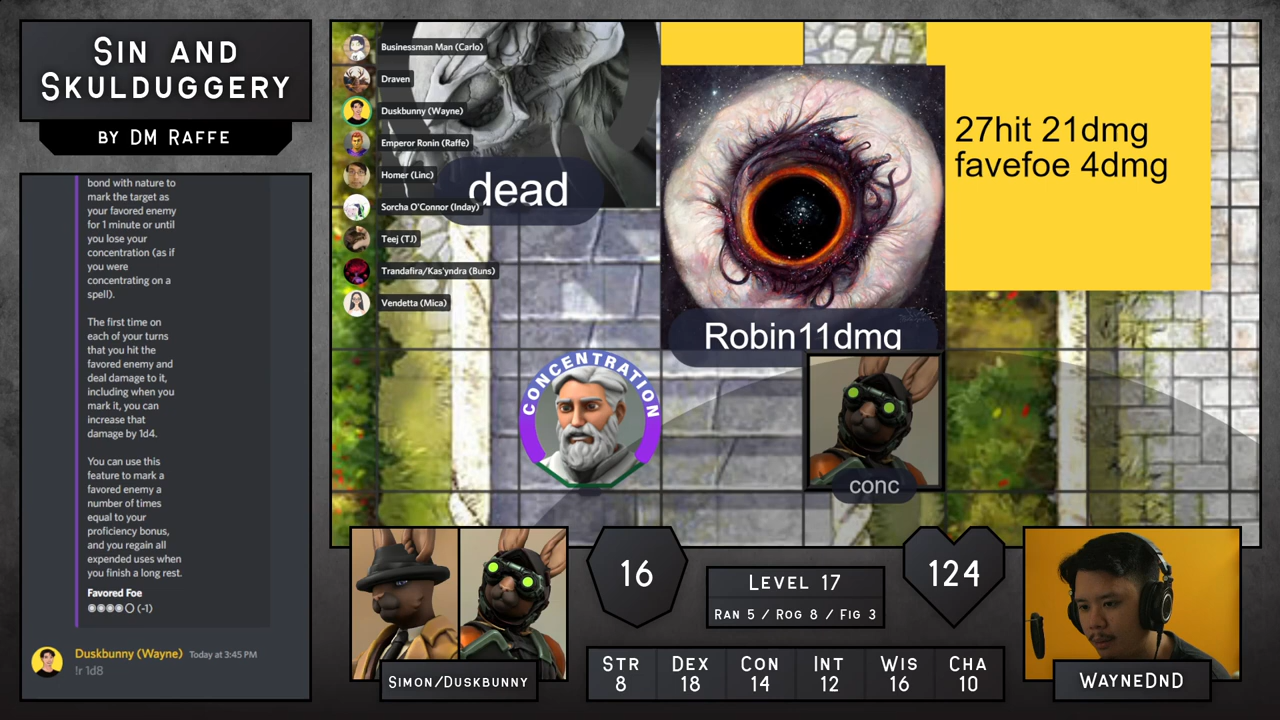 Sin and
Skulduggery
by DM Raffe
bond with nature to
mark the target as
your favored enemy
for 1 minute or until
you lose your
concentration (as if
you were
concentrating on a
spell).
The first time on
each of your turns
that you hit the
favored enemy and
deal damage to it,
including when you
mark it, you can
increase that
damage by 1d4.
You can use this
feature to mark a
favored enemy a
number of times
equal to your
proficiency bonus,
and you regain all
expended uses when
you finish a long rest.
Favored Foe
◉◉◉◉〇 (-1)
Duskbunny (Wayne) Today at 3:45 PM
!r 1d8
Businessman Man (Carlo)
Draven
Duskbunny (Wayne)
Emperor Ronin (Raffe)
Homer (Linc)
Sorcha O'Connor (Inday)
Teej (TJ)
Trandafira/Kas'yndra (Buns)
Vendetta (Mica)
dead
27hit 21dmg
favefoe 4dmg
Robin11dmg
CONCENTRATION
conc
Simon/Duskbunny
16
Level 17
Ran 5 / Rog 8 / Fig 3
124
STR DEX CON INT WIS CHA
8 18 14 12 16 10
WayneDnD